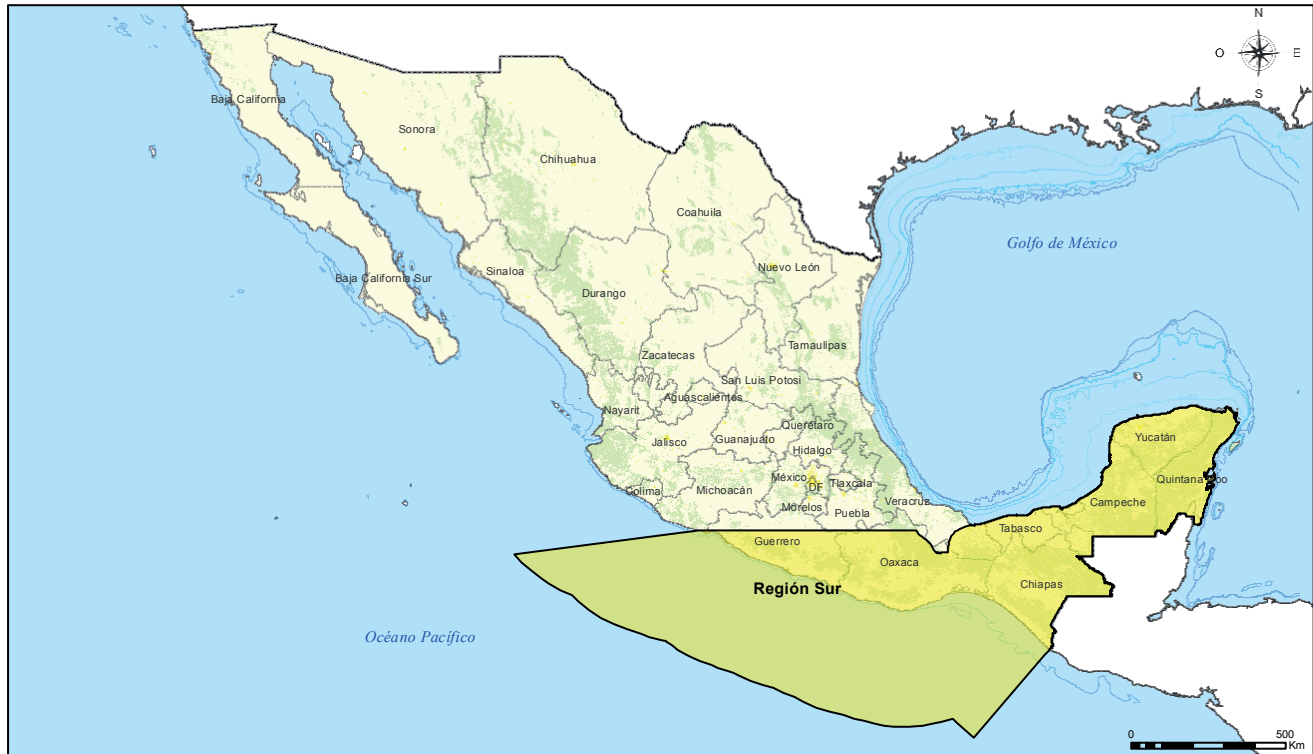 N
O
E
S
Baja California
Sonora
Chihuahua
Coahuila
Golfo de México
Nuevo León
Sinaloa
Baja California Sur
Durango
Tamaulipas
Zacatecas
San Luis Potosi
Aguascalientes
Nayarit
Querétaro
Yucatán
Jalisco
Guanajuato
Hidalgo
México
DF
Tlaxcala
Quintana Roo
Colima
Michoacán
Veracruz
Campeche
Morelos
Puebla
Tabasco
Guerrero
Oaxaca
Chiapas
Región Sur
Océano Pacífico
0
500
Km